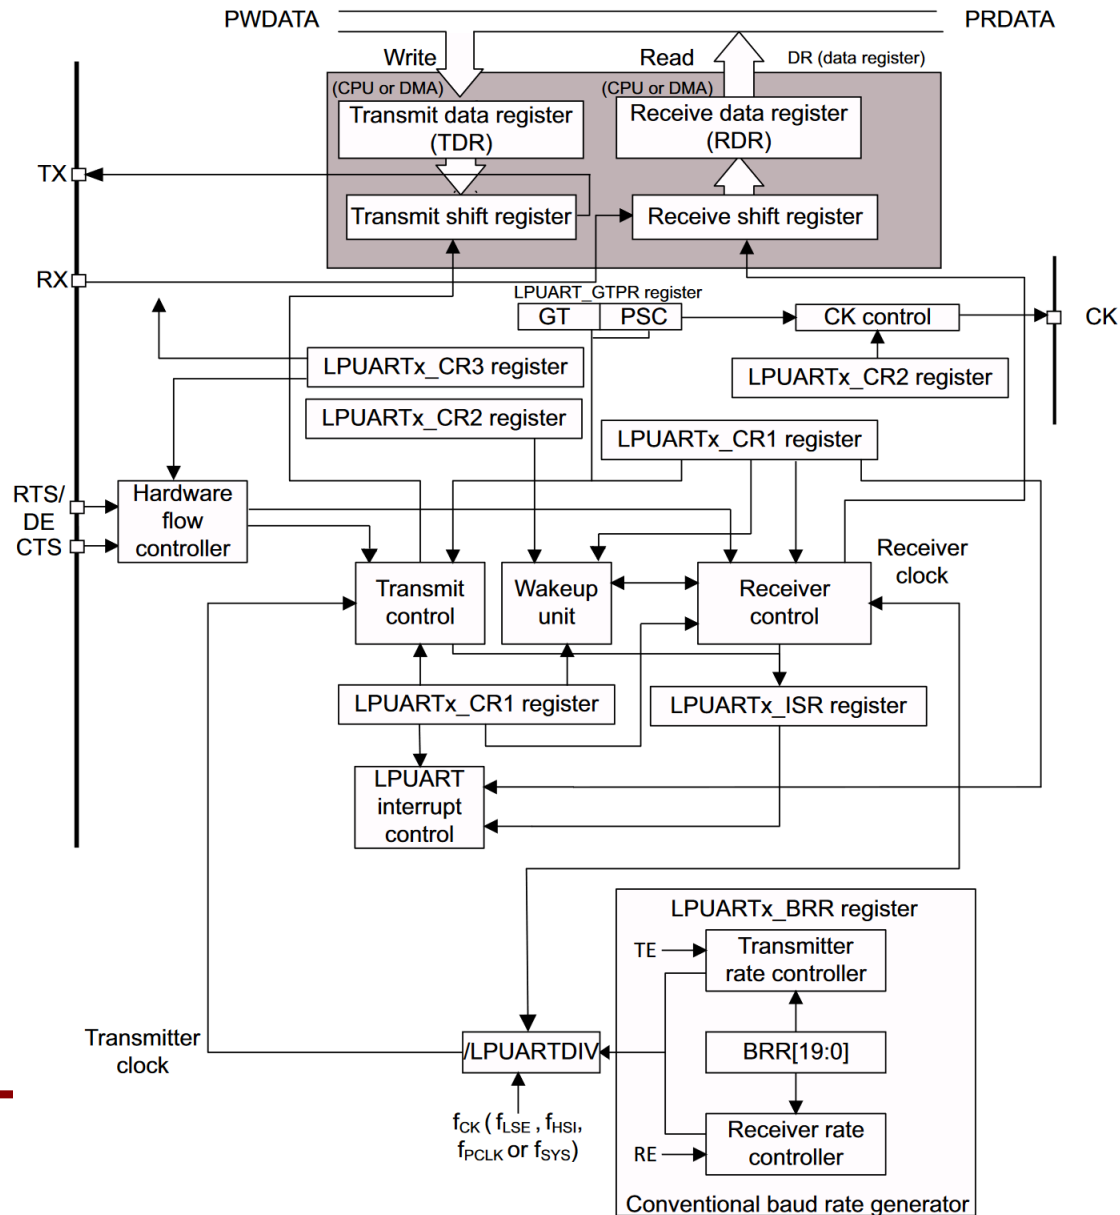 PWDATA
PRDATA
Write
Read
DR (data register)
(CPU or DMA)
(CPU or DMA)
Transmit data register
(TDR)
Receive data register
(RDR)
TX
Transmit shift register
Receive shift register
RX
LPUART_GTPR register
GT
PSC
CK control
CK
LPUARTx_CR3 register
LPUARTx_CR2 register
LPUARTx_CR2 register
LPUARTx_CR1 register
RTS/
DE
CTS
Hardware
flow
controller
Receiver
clock
Transmit
control
Wakeup
unit
Receiver
control
LPUARTx_CR1 register
LPUARTx_ISR register
LPUART
interrupt
control
LPUARTx_BRR register
TE
Transmitter
rate controller
Transmitter
clock
/LPUARTDIV
BRR[19:0]
fCK ( fLSE , fHSI,
fPCLK or fSYS)
RE
Receiver rate
controller
Conventional baud rate generator